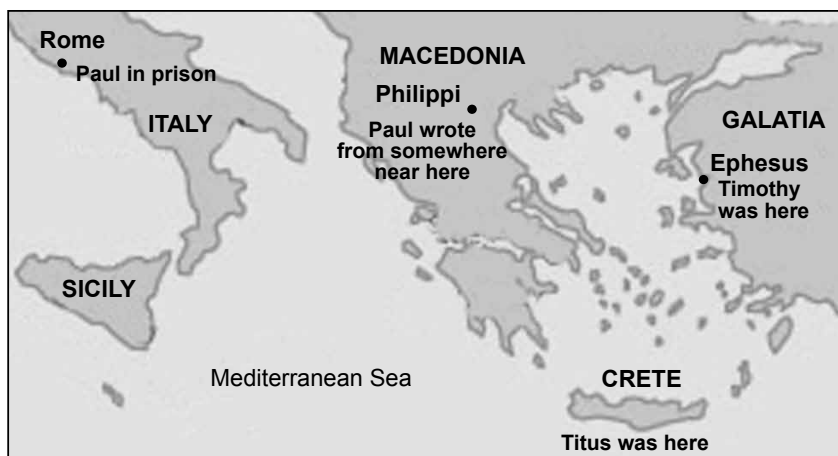 Rome
Paul in prison
ITALY
SICILY
MACEDONIA
Philippi
Paul wrote
from somewhere
near here
GALATIA
Ephesus
Timothy
was here
Mediterranean Sea
CRETE
Titus was here